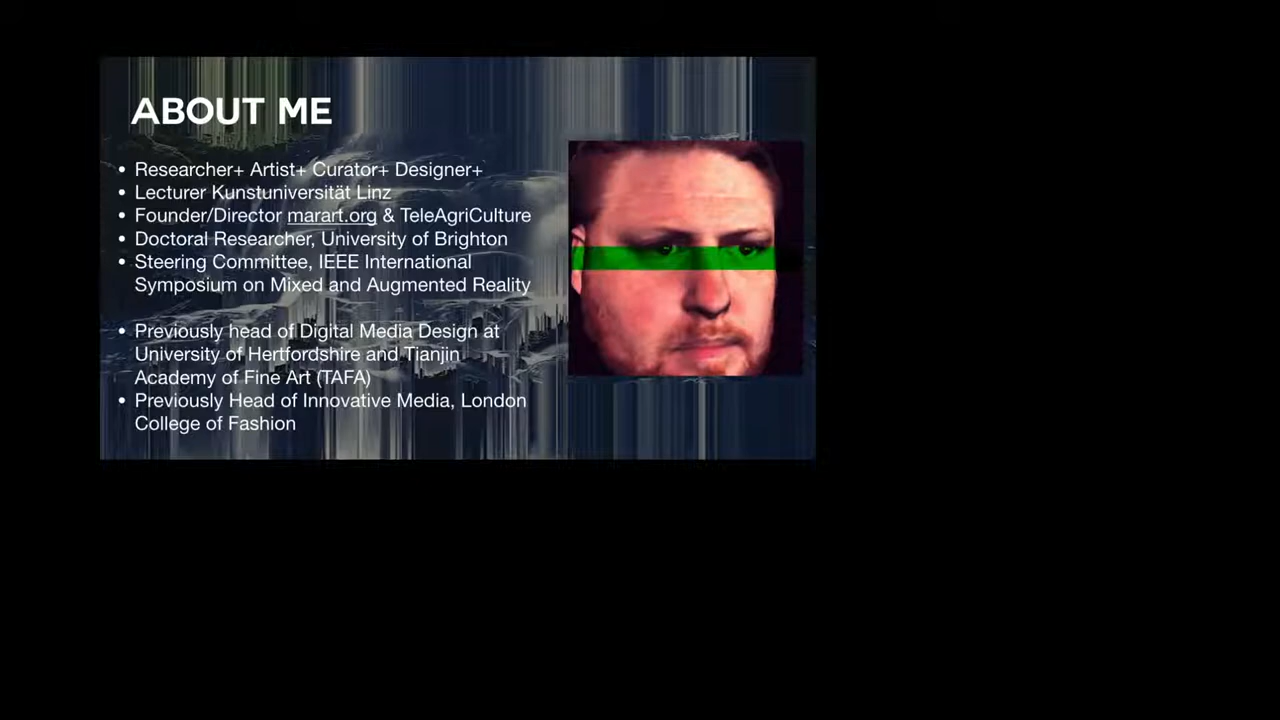 ABOUT ME
• Researcher+ Artist+ Curator+ Designer+
• Lecturer Kunstuniversität Linz
• Founder/Director marart.org & TeleAgriCulture
• Doctoral Researcher, University of Brighton
• Steering Committee, IEEE International
Symposium on Mixed and Augmented Reality
• Previously head of Digital Media Design at
University of Hertfordshire and Tianjin
Academy of Fine Art (TAFA)
• Previously Head of Innovative Media, London
College of Fashion